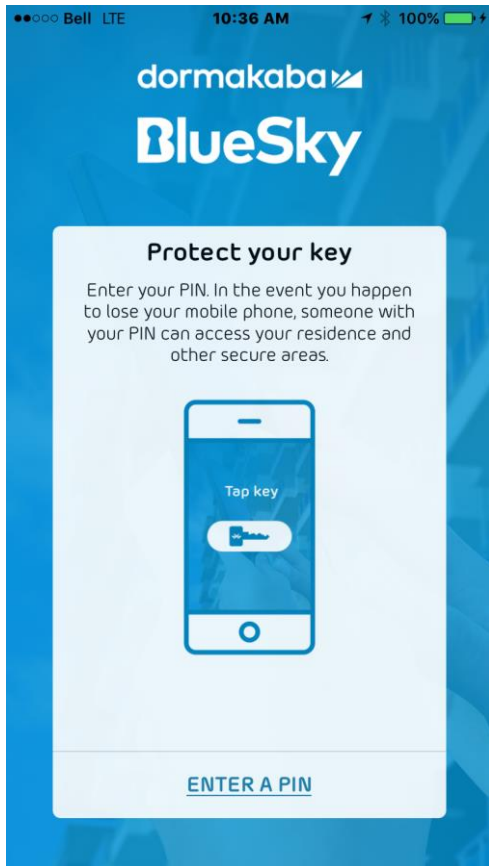 Bell LTE 10:36 AM 100%
dormakaba
BlueSky
Protect your key
Enter your PIN. In the event you happen
to lose your mobile phone, someone with
your PIN can access your residence and
other secure areas.
Tap key
ENTER A PIN